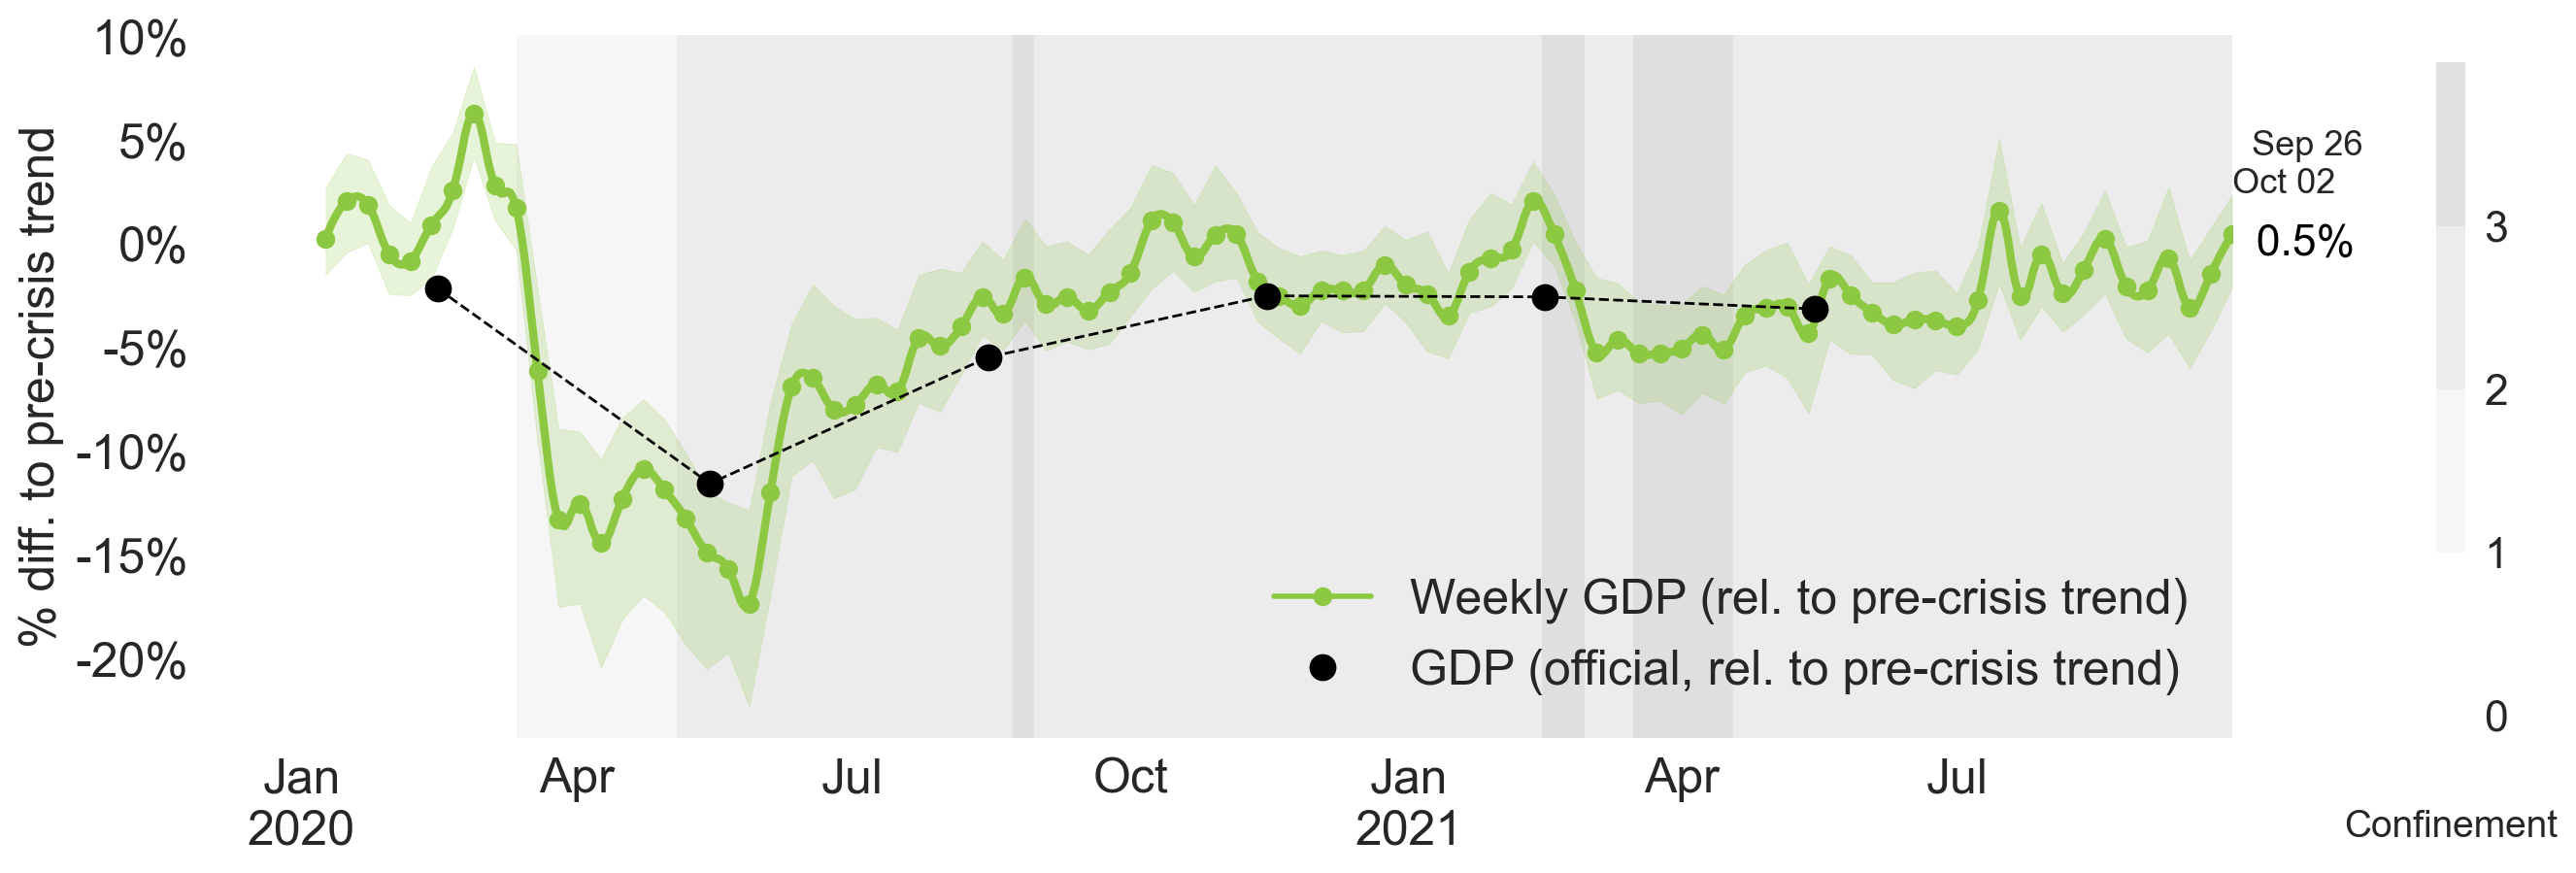 % diff. to pre-crisis trend
10%
5%
0%
-5%
-10%
-15%
-20%
Jan
2020
Apr
Jul
Oct
Jan
2021
Apr
Jul
Weekly GDP (rel. to pre-crisis trend)
GDP (official, rel. to pre-crisis trend)
Sep 26
Oct 02
0.5%
3
2
1
0
Confinement